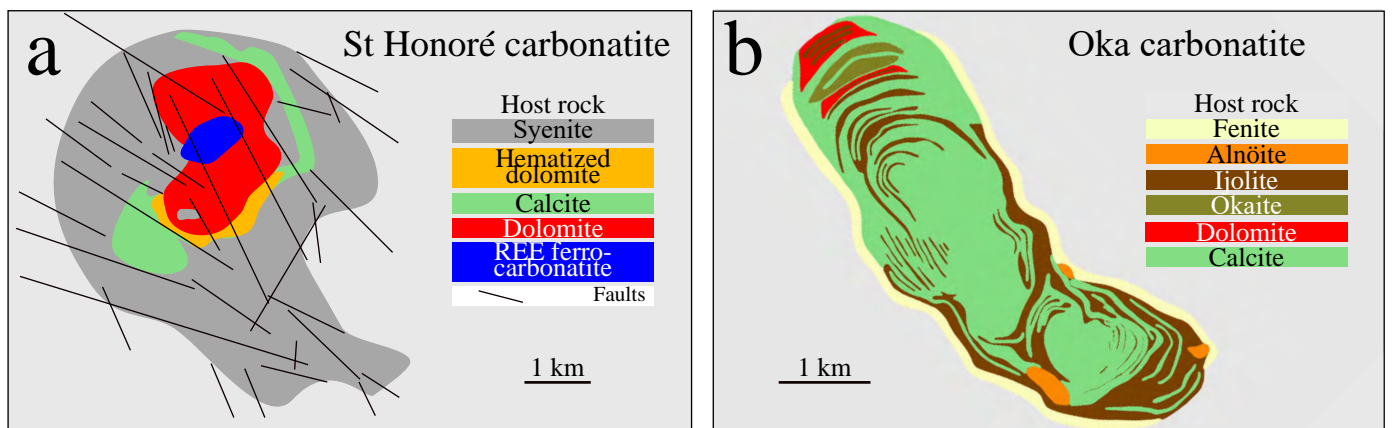 a
St Honoré carbonatite
Host rock
Syenite
Hematized
dolomite
Calcite
Dolomite
REE ferro-
carbonatite
Faults
1 km
b
Oka carbonatite
Host rock
Fenite
Alnöite
Ijolite
Okaite
Dolomite
Calcite
1 km